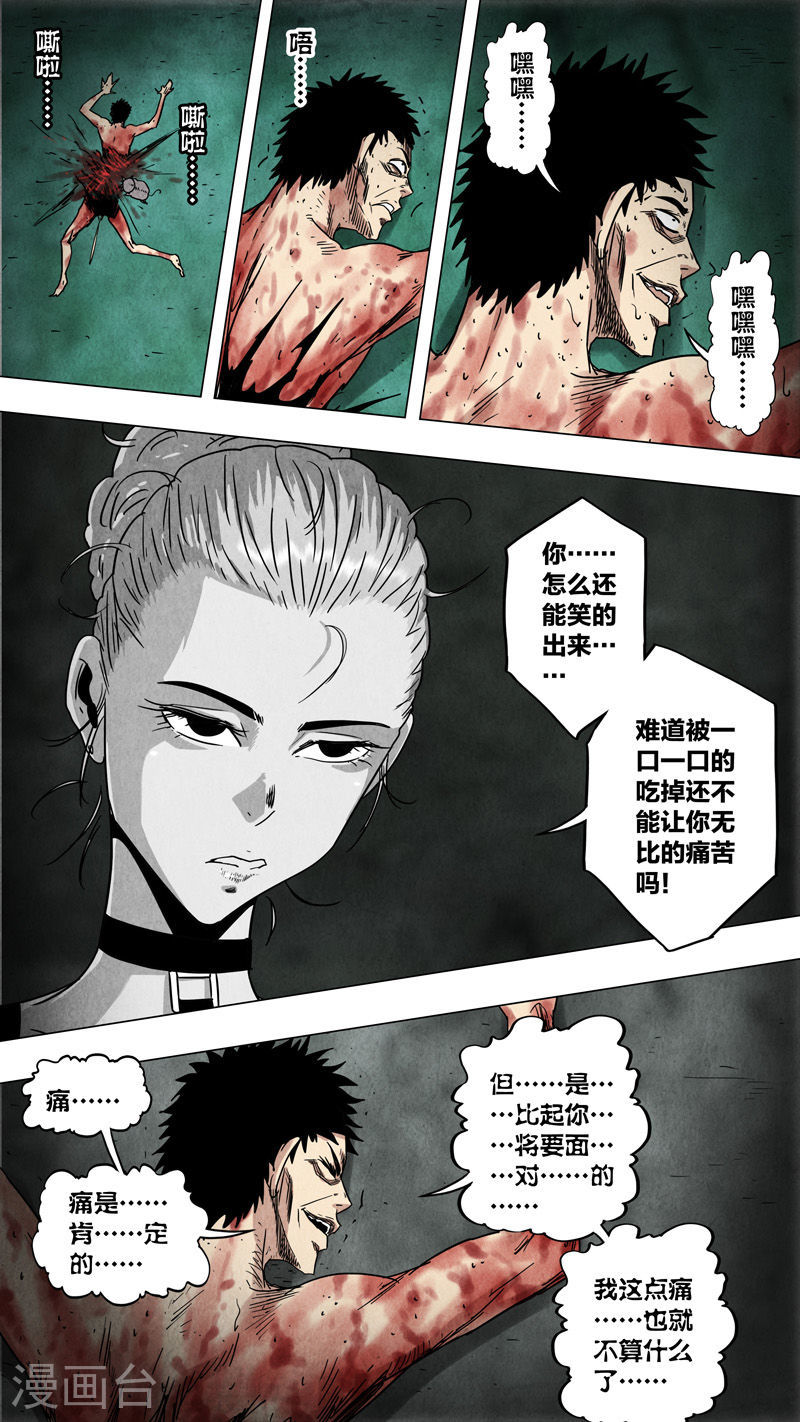 嘶啦……
嘶啦……
唔……
嘿嘿……
嘿嘿嘿……
你……
怎么还
能笑的
出来…
…
难道被一
口一口的
吃掉还不
能让你无
比的痛苦
吗！
痛……
痛是……
肯……定
的……
但……是…
…比起你…
…将要面…
…对……的
……
我这点痛
……也就
不算什么
了……
漫画台